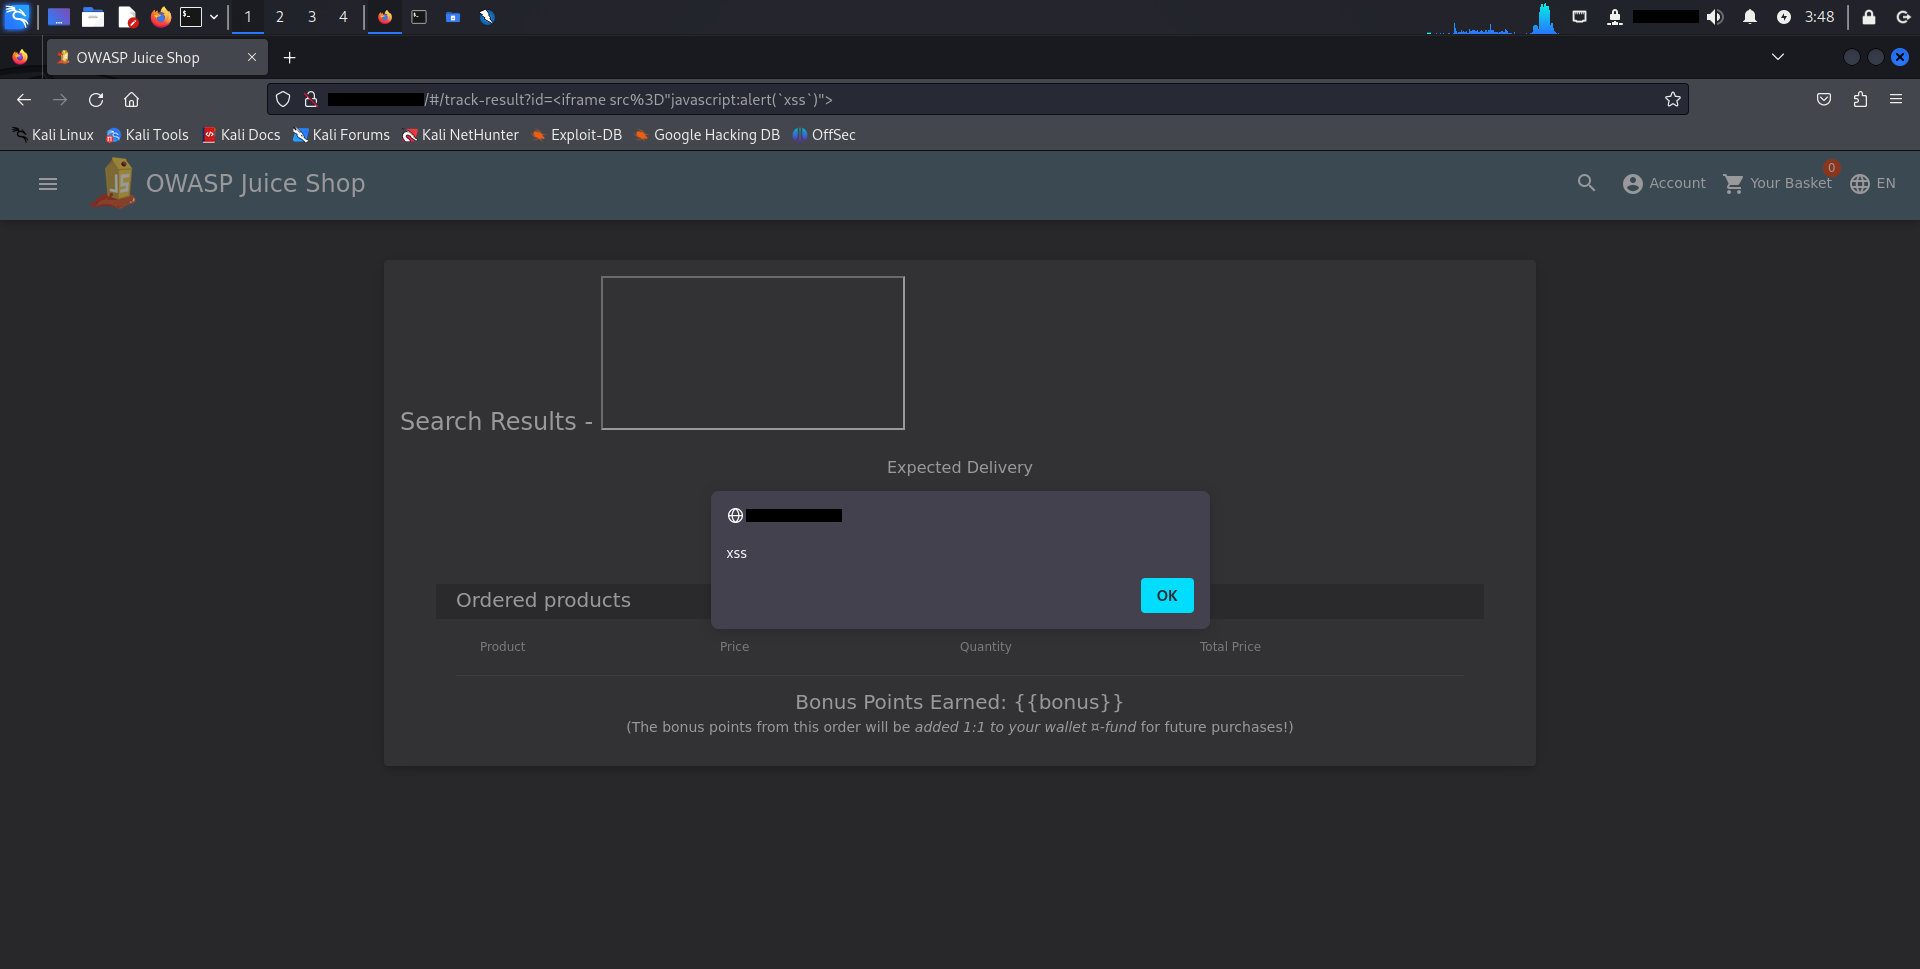 1 2 3 4 3:48
OWASP Juice Shop
/#/track-result?id=<iframe src%3D"javascript:alert(`xss`)">
Kali Linux Kali Tools Kali Docs Kali Forums Kali NetHunter Exploit-DB Google Hacking DB OffSec
OWASP Juice Shop Account Your Basket 0 EN
Search Results -
Expected Delivery
xss
OK
Ordered products
Product Price Quantity Total Price
Bonus Points Earned: {{bonus}}
(The bonus points from this order will be added 1:1 to your wallet ¤-fund for future purchases!)